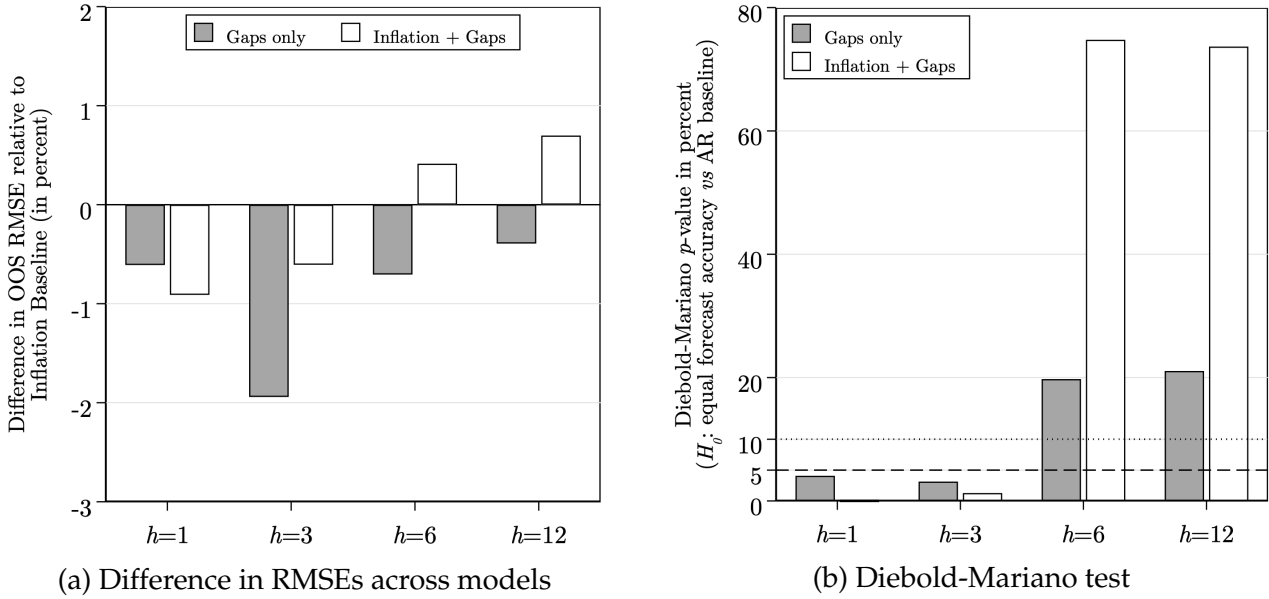 Difference in OOS RMSE relative to
Inflation Baseline (in percent)
2
1
0
-1
-2
-3
Gaps only
Inflation + Gaps
h=1
h=3
h=6
h=12
(a) Difference in RMSEs across models
Diebold-Mariano p-value in percent
(H₀: equal forecast accuracy vs AR baseline)
80
60
40
20
10
5
0
Gaps only
Inflation + Gaps
h=1
h=3
h=6
h=12
(b) Diebold-Mariano test